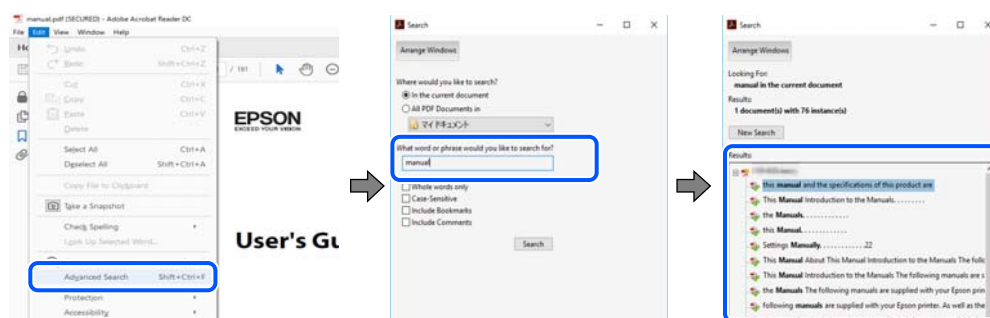 manual.pdf (SECURED) - Adobe Acrobat Reader DC
File Edit View Window Help
Undo Ctrl+Z
Redo Shift+Ctrl+Z
Cut Ctrl+X
Copy Ctrl+C
Paste Ctrl+V
Delete
Select All Ctrl+A
Deselect All Shift+Ctrl+A
Copy File to Clipboard
Take a Snapshot
Check Spelling
Look Up Selected Word...
Advanced Search Shift+Ctrl+F
Protection
Accessibility
/ 181
EPSON
EXCEED YOUR VISION
User's Gu
Search
Arrange Windows
Where would you like to search?
In the current document
All PDF Documents in
マイドキュメント
What word or phrase would you like to search for?
manual
Whole words only
Case-Sensitive
Include Bookmarks
Include Comments
Search
Search
Arrange Windows
Looking For:
manual in the current document
Results:
1 document(s) with 76 instance(s)
New Search
Results:
this manual and the specifications of this product are
This Manual Introduction to the Manuals. . . . . . . .
the Manuals. . . . . . . . . . . .
this Manual. . . . . . . . . . . .
Settings Manually. . . . . . . . . . . .22
This Manual About This Manual Introduction to the Manuals The follo
This Manual Introduction to the Manuals The following manuals are s
the Manuals The following manuals are supplied with your Epson prin
following manuals are supplied with your Epson printer. As well as the